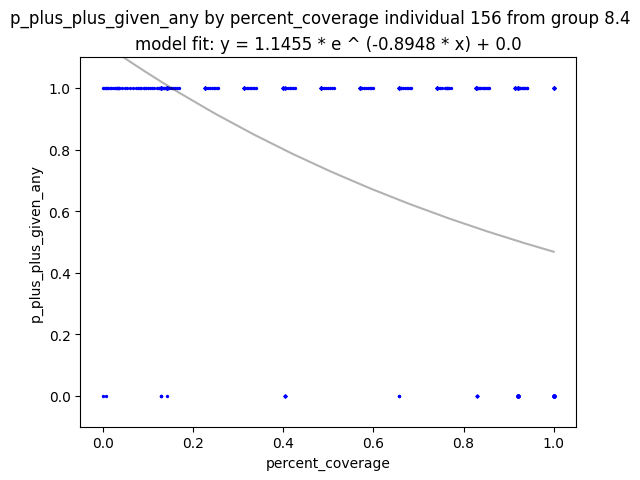 p_plus_plus_given_any by percent_coverage individual 156 from group 8.4
model fit: y = 1.1455 * e ^ (-0.8948 * x) + 0.0
1.0
0.8
0.6
0.4
0.2
0.0
p_plus_plus_given_any
0.0 0.2 0.4 0.6 0.8 1.0
percent_coverage